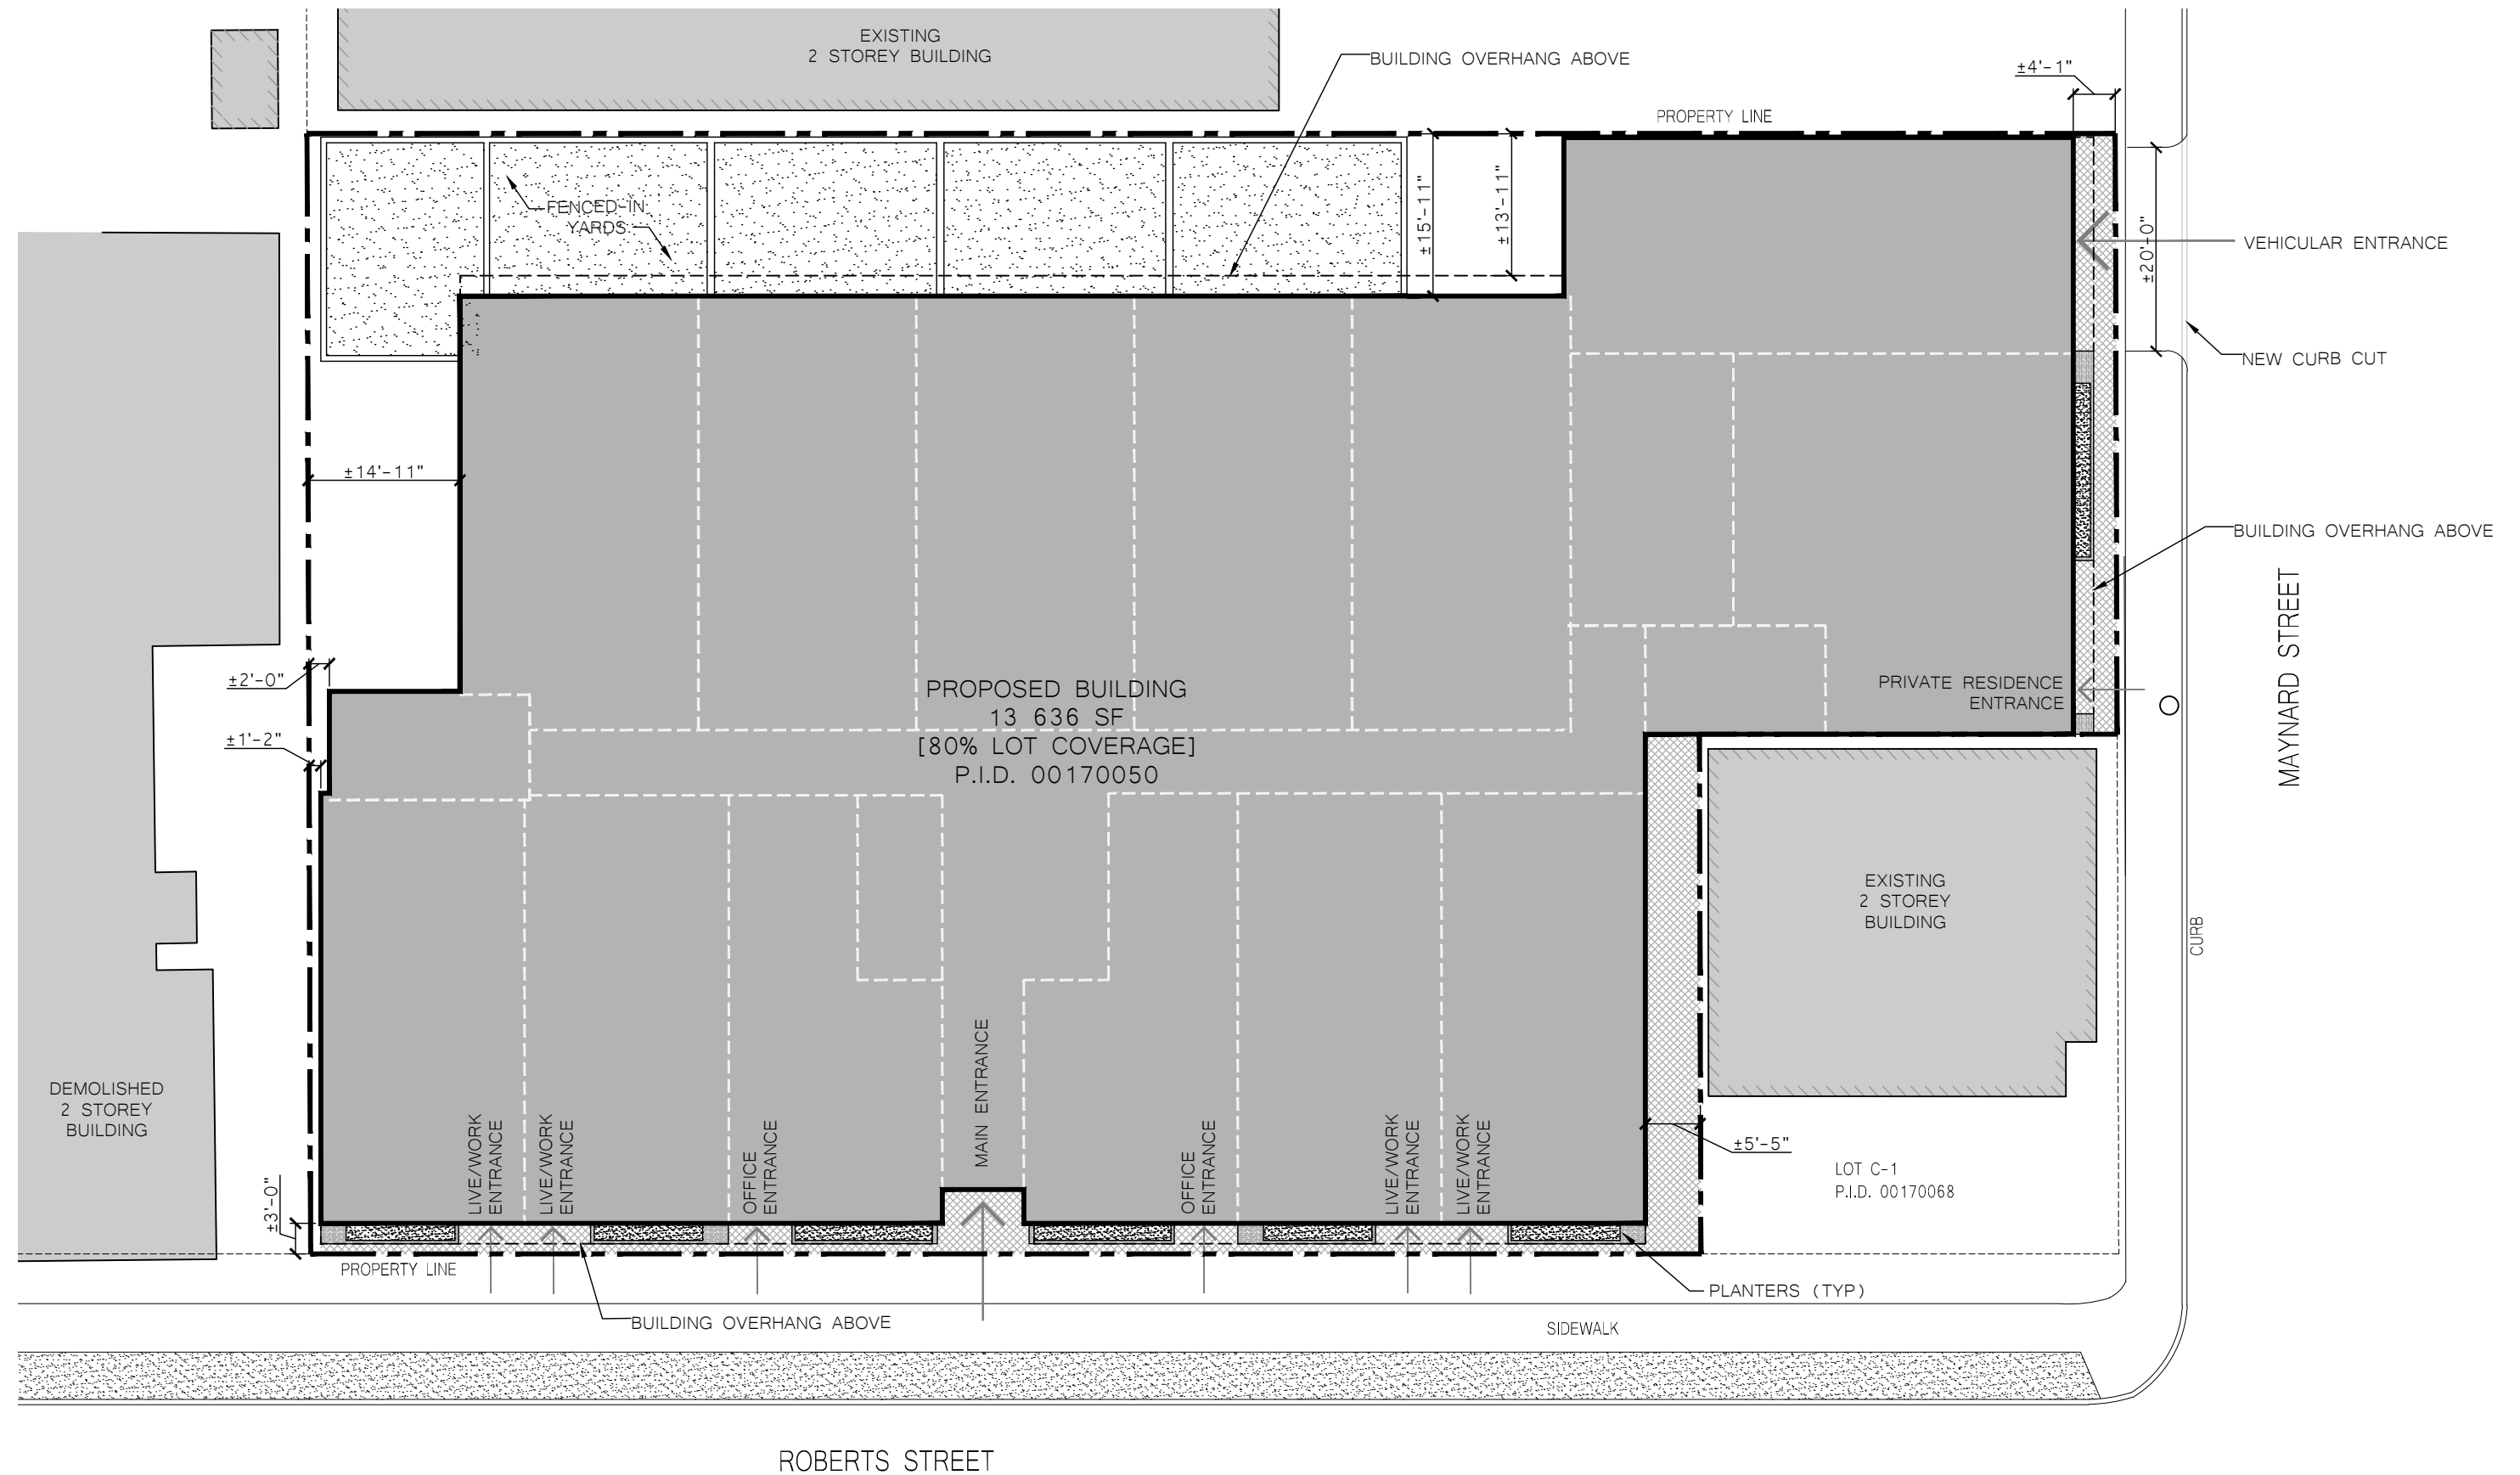 EXISTING
2 STOREY BUILDING
BUILDING OVERHANG ABOVE
±4'-1"
PROPERTY LINE
FENCED-IN
YARDS
±15'-11"
±13'-11"
±20'-0"
VEHICULAR ENTRANCE
NEW CURB CUT
±14'-11"
BUILDING OVERHANG ABOVE
MAYNARD STREET
±2'-0"
±1'-2"
PROPOSED BUILDING
13 636 SF
[80% LOT COVERAGE]
P.I.D. 00170050
PRIVATE RESIDENCE
ENTRANCE
EXISTING
2 STOREY
BUILDING
CURB
DEMOLISHED
2 STOREY
BUILDING
LIVE/WORK
ENTRANCE
LIVE/WORK
ENTRANCE
OFFICE
ENTRANCE
MAIN ENTRANCE
OFFICE
ENTRANCE
LIVE/WORK
ENTRANCE
LIVE/WORK
ENTRANCE
±5'-5"
LOT C-1
P.I.D. 00170068
±3'-0"
PROPERTY LINE
PLANTERS (TYP)
BUILDING OVERHANG ABOVE
SIDEWALK
ROBERTS STREET